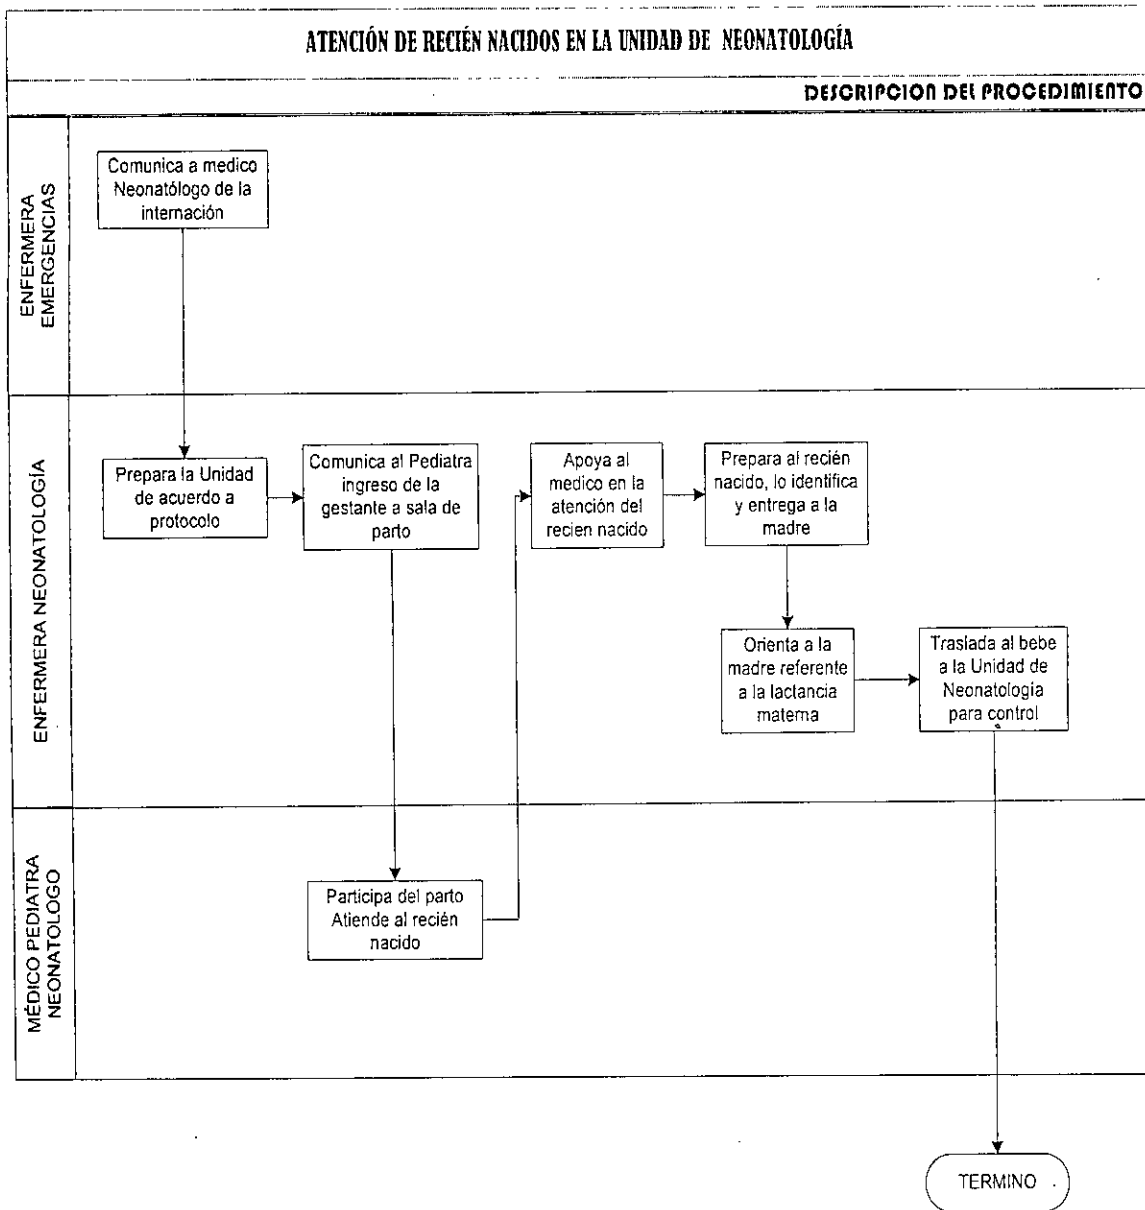 ATENCIÓN DE RECIÉN NACIDOS EN LA UNIDAD DE NEONATOLOGÍA
DESCRIPCION DEL PROCEDIMIENTO
ENFERMERA
EMERGENCIAS
Comunica a medico
Neonatólogo de la
internación
ENFERMERA NEONATOLOGÍA
Prepara la Unidad
de acuerdo a
protocolo
Comunica al Pediatra
ingreso de la
gestante a sala de
parto
Apoya al
medico en la
atención del
recien nacido
Prepara al recién
nacido, lo identifica
y entrega a la
madre
Orienta a la
madre referente
a la lactancia
materna
Traslada al bebe
a la Unidad de
Neonatología
para control
MÉDICO PEDIATRA
NEONATOLOGO
Participa del parto
Atiende al recién
nacido
TERMINO